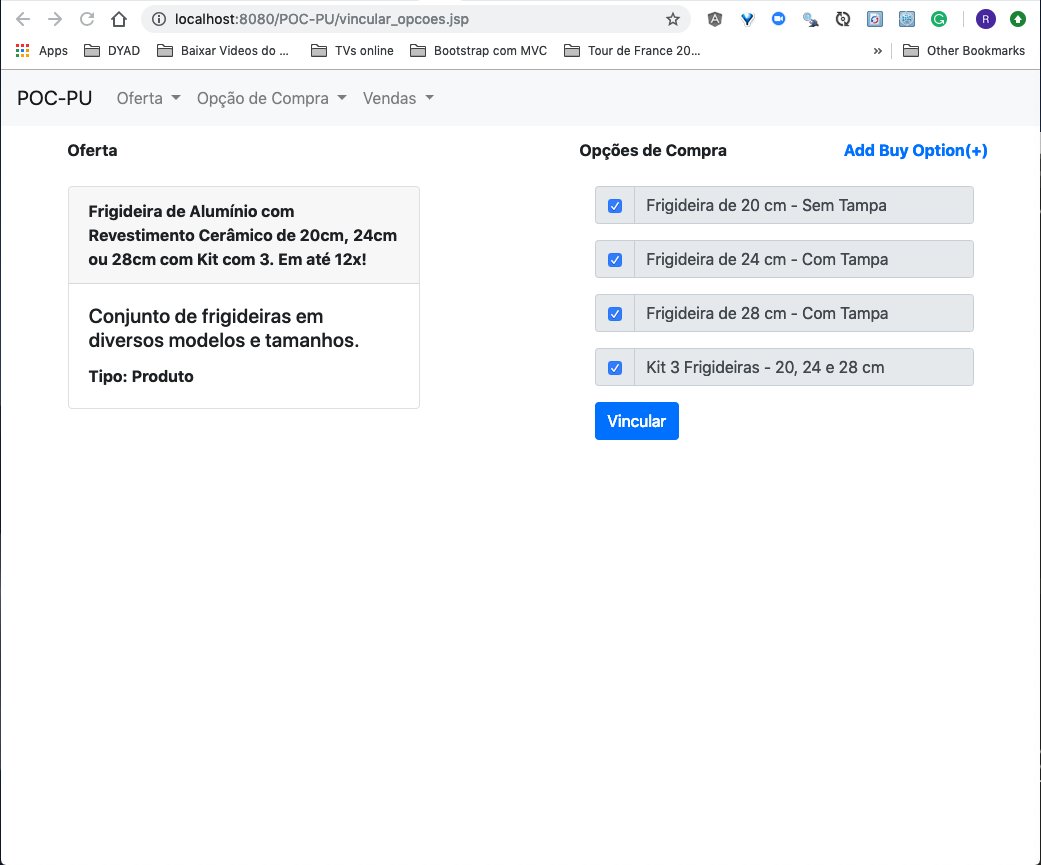 localhost:8080/POC-PU/vincular_opcoes.jsp
Apps DYAD Baixar Videos do ... TVs online Bootstrap com MVC Tour de France 20... » Other Bookmarks
POC-PU Oferta Opção de Compra Vendas
Oferta
Frigideira de Alumínio com
Revestimento Cerâmico de 20cm, 24cm
ou 28cm com Kit com 3. Em até 12x!
Conjunto de frigideiras em
diversos modelos e tamanhos.
Tipo: Produto
Opções de Compra Add Buy Option(+)
Frigideira de 20 cm - Sem Tampa
Frigideira de 24 cm - Com Tampa
Frigideira de 28 cm - Com Tampa
Kit 3 Frigideiras - 20, 24 e 28 cm
Vincular